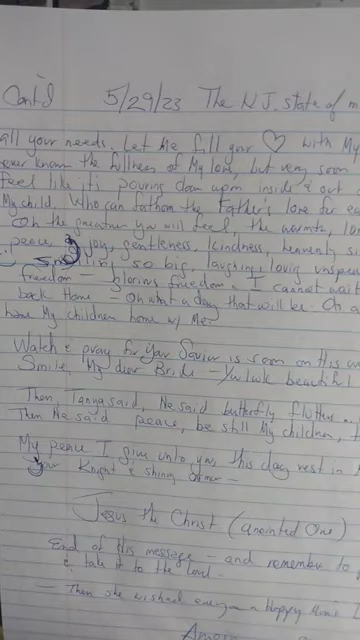 Cont'd 5/29/23 The N.J. state of m
all your needs. Let Me fill your ♡ with My
ever known the fullness of My love, but very soon
feel like it's pouring down upon inside & out
My child, Who can fathom the Father's love for ea
Oh the greatness you will feel, the warmth, lo
peace & joy, gentleness, kindness, heavenly si
so big, laughing, loving unspea
freedom — glorious freedom. I cannot wait
back Home — Oh what a day that will be. Oh
have My children home w/ Me.
Watch & pray for your Savior is soon on this
Smile My dear Bride — You look beautiful
Then, Tanya said, He said butterfly flutter
Then He said peace, be still My children,
My peace I give unto you, this day rest in
Your Knight & shining armor —
Jesus the Christ (anointed One)
End of this message — and remember to
& take it to the Lord.
— Then she wished everyone a Happy